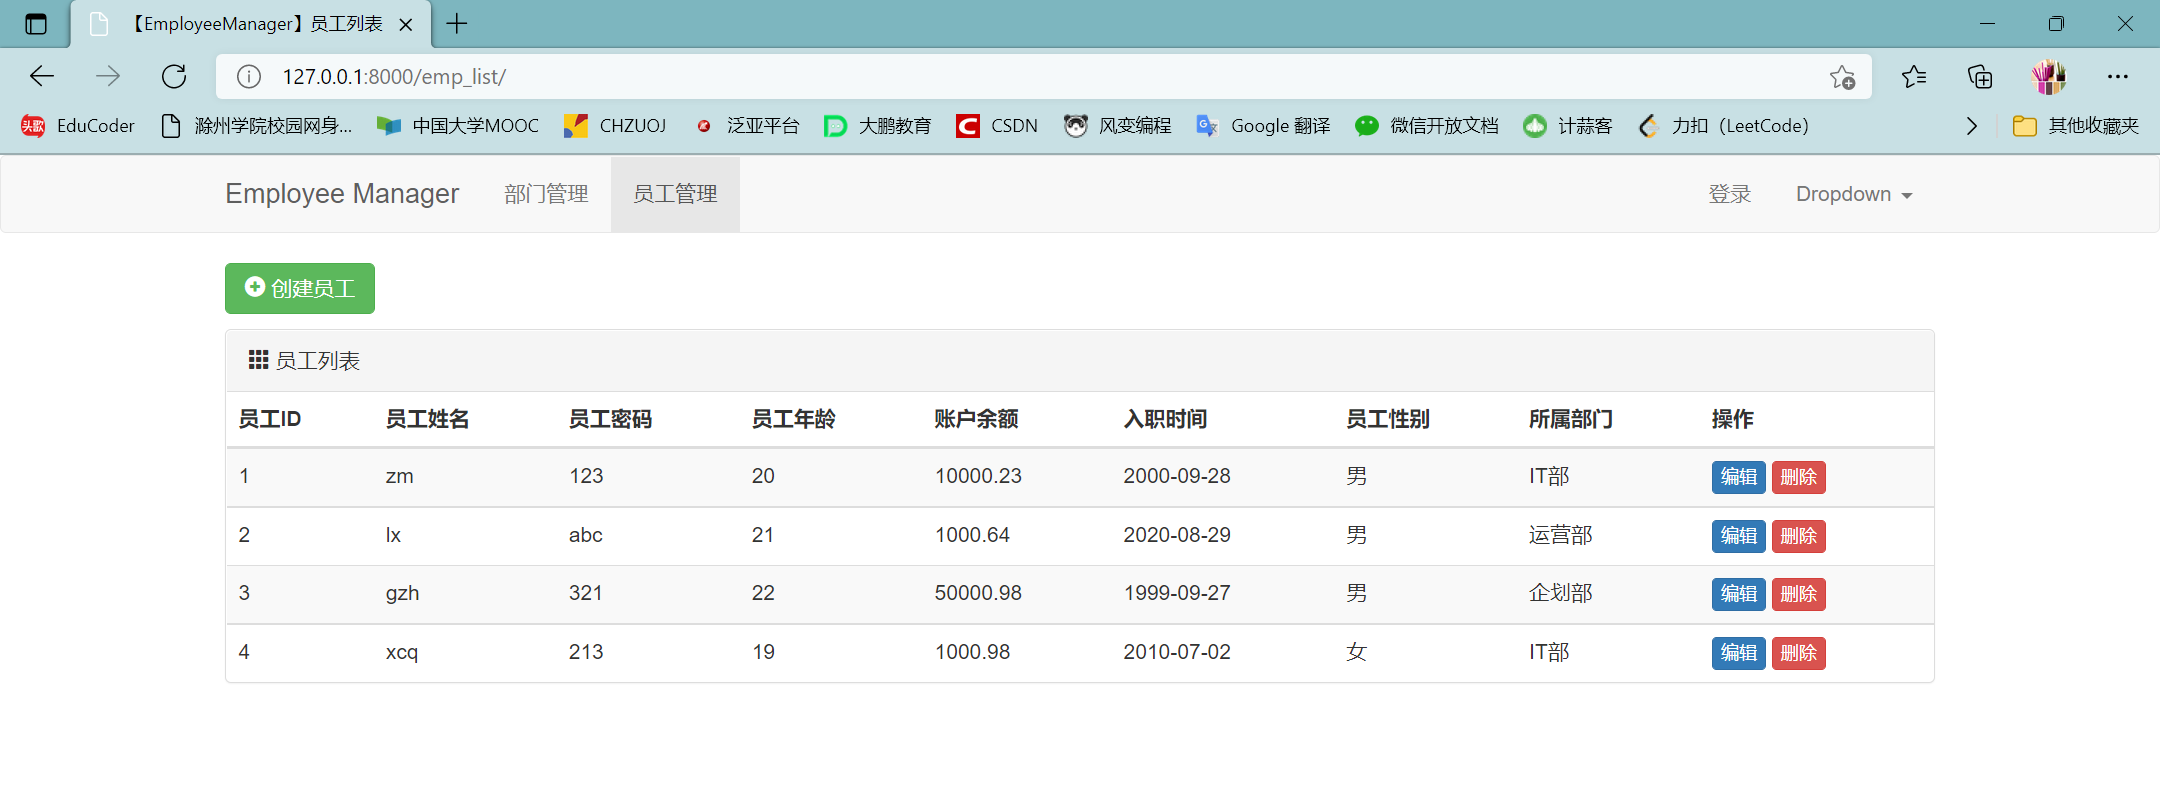 【EmployeeManager】员工列表
127.0.0.1:8000/emp_list/
头歌 EduCoder 滁州学院校园网身... 中国大学MOOC CHZUOJ 泛亚平台 大鹏教育 CSDN 风变编程 Google 翻译 微信开放文档 计蒜客 力扣（LeetCode） 其他收藏夹
Employee Manager 部门管理 员工管理 登录 Dropdown
创建员工
员工列表
员工ID 员工姓名 员工密码 员工年龄 账户余额 入职时间 员工性别 所属部门 操作
1 zm 123 20 10000.23 2000-09-28 男 IT部 编辑 删除
2 lx abc 21 1000.64 2020-08-29 男 运营部 编辑 删除
3 gzh 321 22 50000.98 1999-09-27 男 企划部 编辑 删除
4 xcq 213 19 1000.98 2010-07-02 女 IT部 编辑 删除